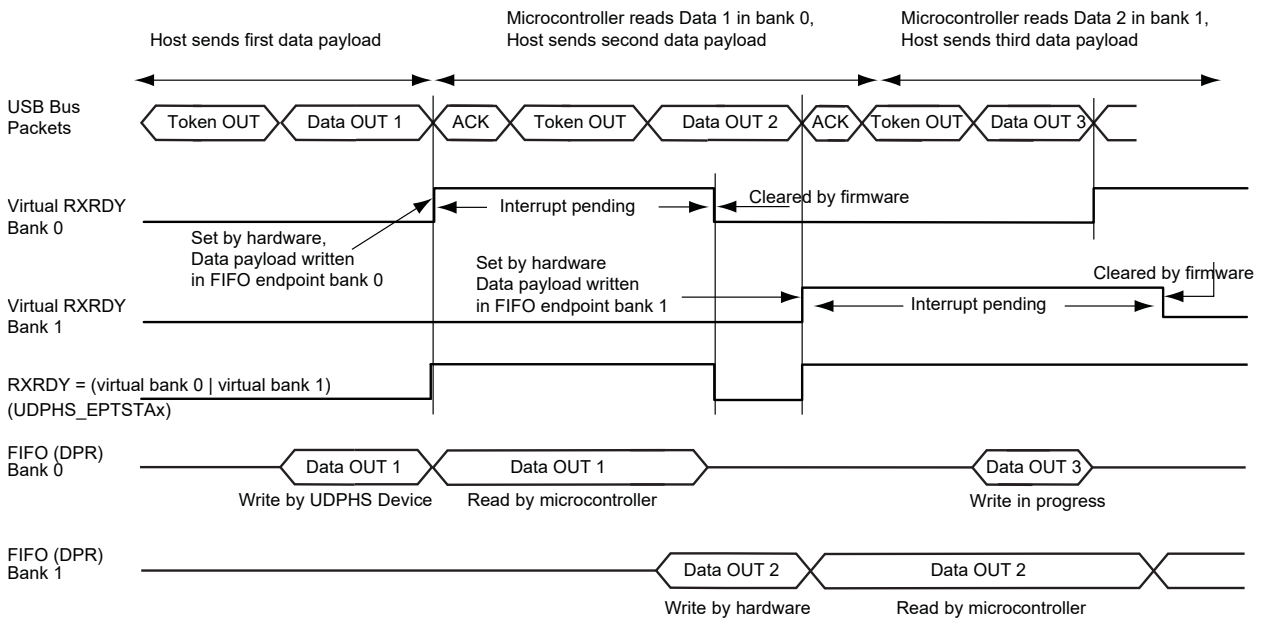 Host sends first data payload
Microcontroller reads Data 1 in bank 0,
Host sends second data payload
Microcontroller reads Data 2 in bank 1,
Host sends third data payload
USB Bus
Packets
Token OUT
Data OUT 1
ACK
Token OUT
Data OUT 2
ACK
Token OUT
Data OUT 3
Virtual RXRDY
Bank 0
Interrupt pending
Cleared by firmware
Set by hardware,
Data payload written
in FIFO endpoint bank 0
Set by hardware
Data payload written
in FIFO endpoint bank 1
Cleared by firmware
Virtual RXRDY
Bank 1
Interrupt pending
RXRDY = (virtual bank 0 | virtual bank 1)
(UDPHS_EPTSTAx)
FIFO (DPR)
Bank 0
Data OUT 1
Data OUT 1
Data OUT 3
Write by UDPHS Device
Read by microcontroller
Write in progress
FIFO (DPR)
Bank 1
Data OUT 2
Data OUT 2
Write by hardware
Read by microcontroller